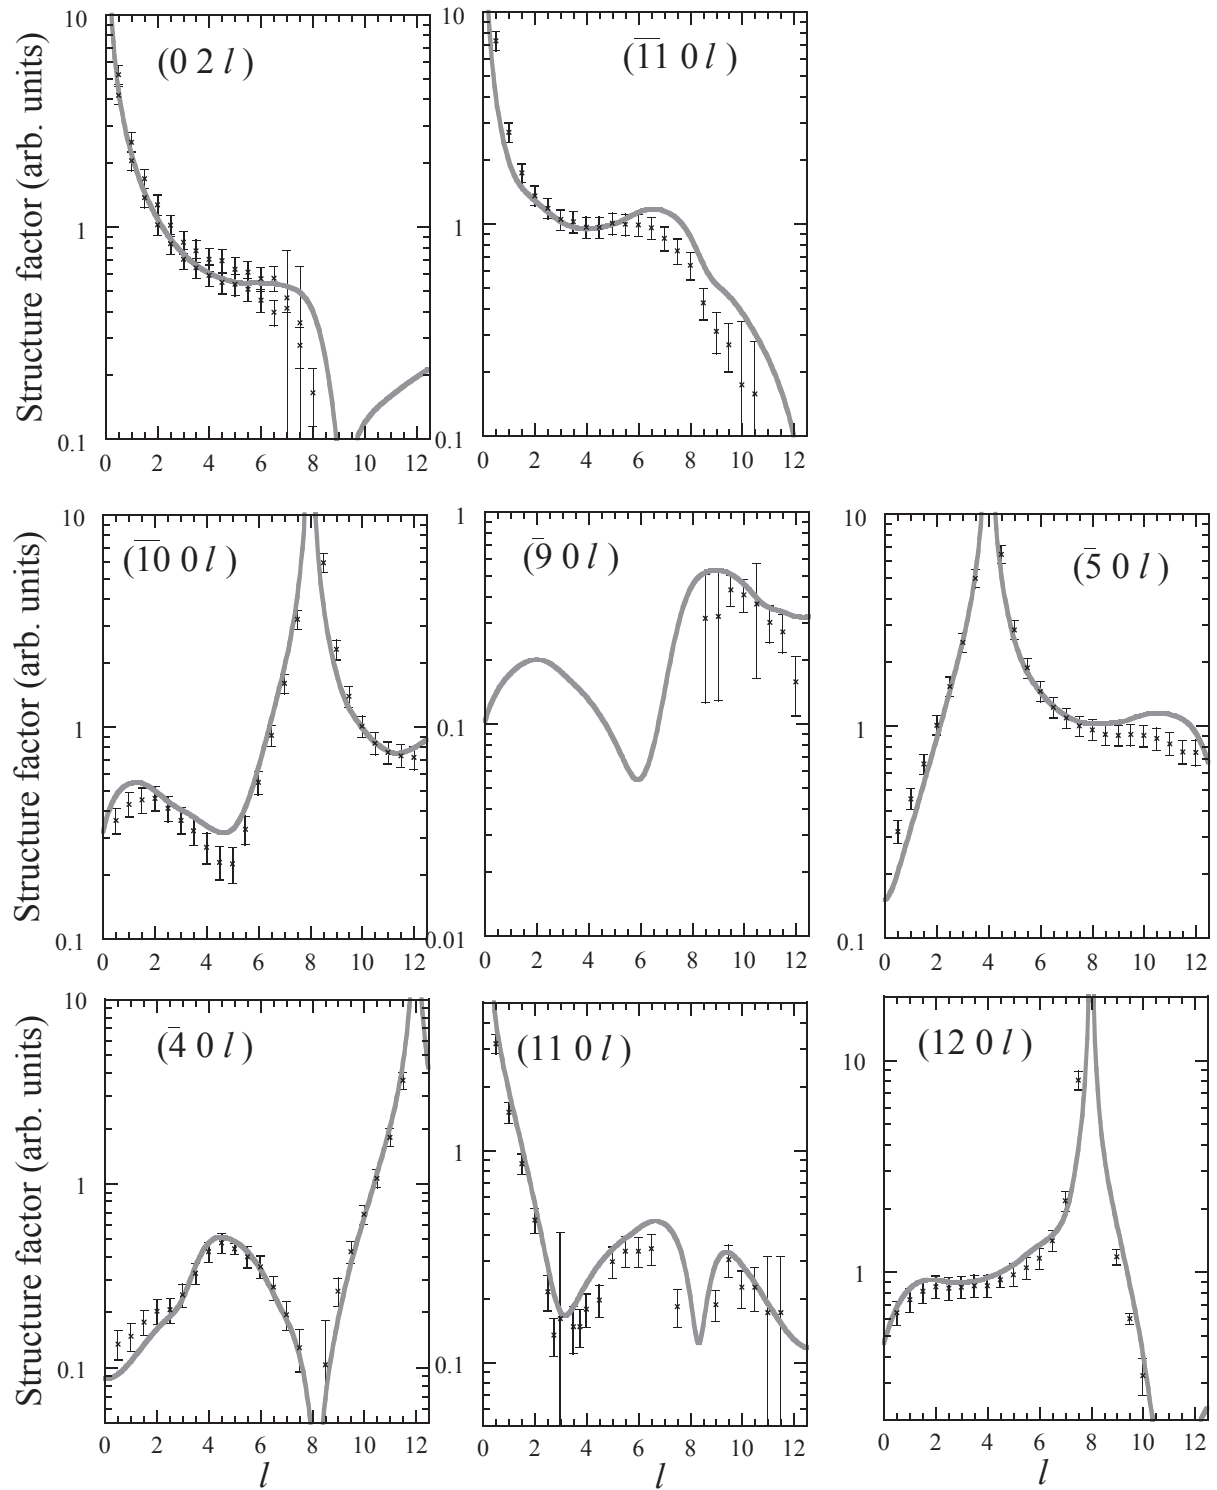 Structure factor (arb. units)
10
1
0.1
(0 2 l )
0 2 4 6 8 10 12
10
1
0.1
(1̅1̅ 0 l )
0 2 4 6 8 10 12
Structure factor (arb. units)
10
1
0.1
(1̅0̅ 0 l )
0 2 4 6 8 10 12
1
0.1
0.01
(9̅ 0 l )
0 2 4 6 8 10 12
10
1
0.1
(5̅ 0 l )
0 2 4 6 8 10 12
Structure factor (arb. units)
10
1
0.1
(4̅ 0 l )
0 2 4 6 8 10 12
l
1
0.1
(11 0 l )
0 2 4 6 8 10 12
l
10
1
(12 0 l )
0 2 4 6 8 10 12
l